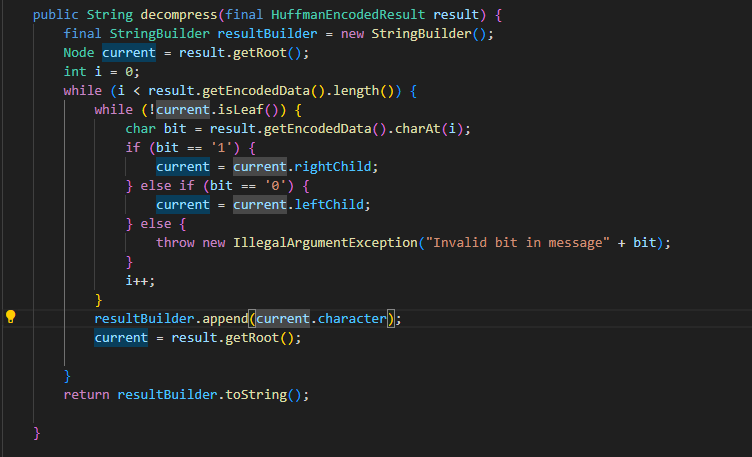 public String decompress(final HuffmanEncodedResult result) {
final StringBuilder resultBuilder = new StringBuilder();
Node current = result.getRoot();
int i = 0;
while (i < result.getEncodedData().length()) {
while (!current.isLeaf()) {
char bit = result.getEncodedData().charAt(i);
if (bit == '1') {
current = current.rightChild;
} else if (bit == '0') {
current = current.leftChild;
} else {
throw new IllegalArgumentException("Invalid bit in message" + bit);
}
i++;
}
resultBuilder.append(current.character);
current = result.getRoot();
}
return resultBuilder.toString();
}